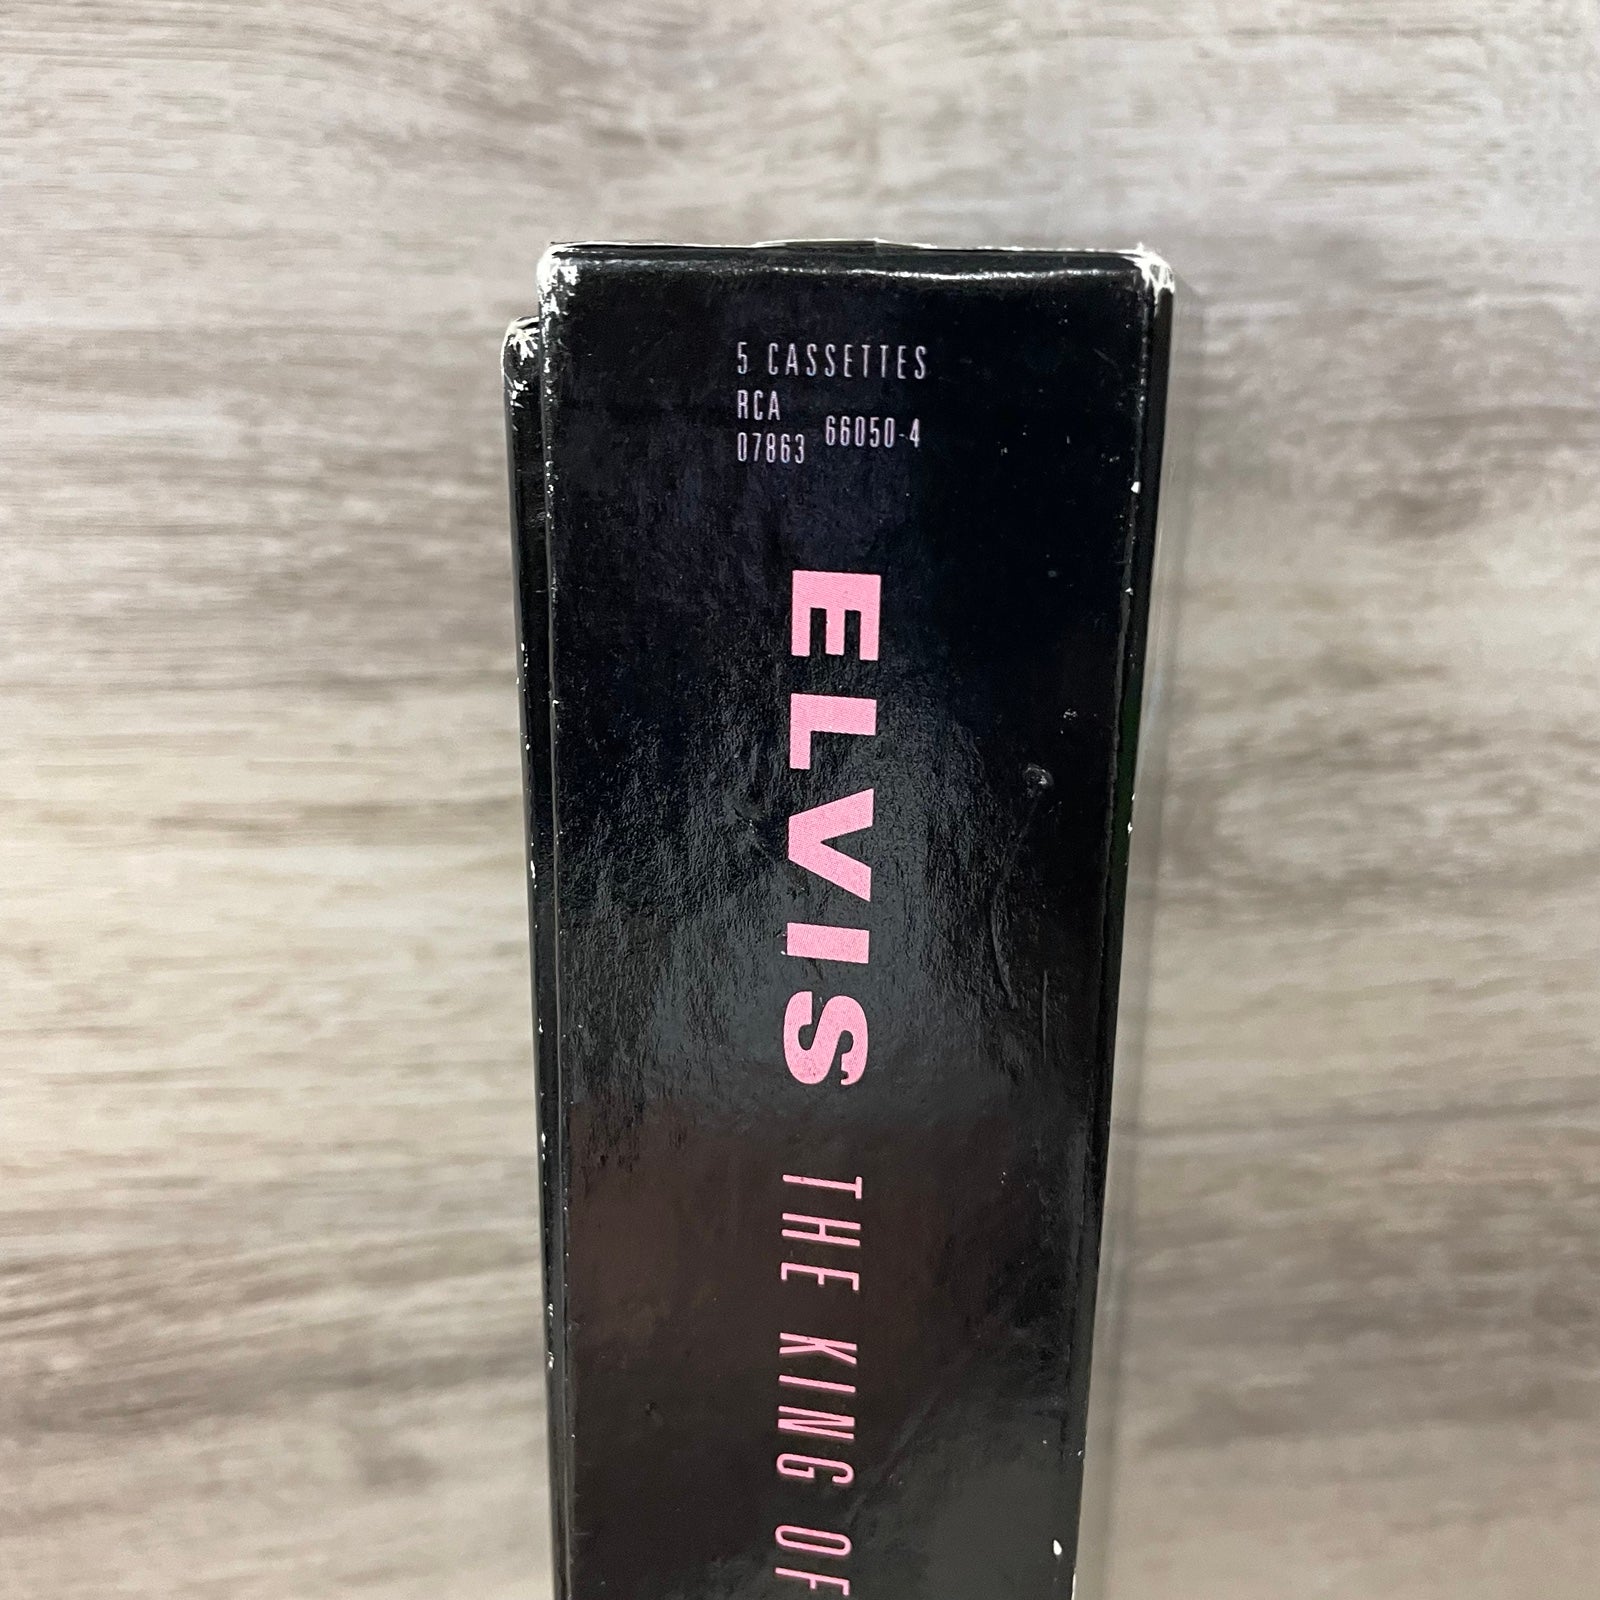 5 CASSETTES
RCA
07863 66050-4
ELVIS THE KING OF